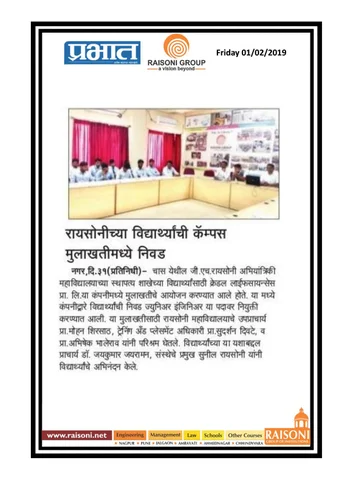 प्रभात
RAISONI GROUP
a vision beyond
Friday 01/02/2019
रायसोनीच्या विद्यार्थ्यांची कॅम्पस
मुलाखतीमध्ये निवड
नगर,दि.३१(प्रतिनिधी)– चास येथील जी.एच.रायसोनी अभियांत्रिकी
महाविद्यालयाच्या स्थापत्य शाखेच्या विद्यार्थ्यांसाठी क्रेडल लाईफसायन्सेस
प्रा. लि.या कंपनीमध्ये मुलाखतीचे आयोजन करण्यात आले होते. या मध्ये
कंपनीद्वारे विद्यार्थ्यांची निवड ज्युनिअर इंजिनिअर या पदावर नियुक्ती
करण्यात आली. या मुलाखतीसाठी रायसोनी महाविद्यालयाचे उपप्राचार्य
प्रा.मोहन शिरसाठ, ट्रेनिंग अँड प्लेसमेंट अधिकारी प्रा.सुदर्शन दिवटे, व
प्रा.अभिषेक भालेराव यांनी परिश्रम घेतले. विद्यार्थ्यांच्या या यशाबद्दल
प्राचार्य डॉ. जयकुमार जयरामन, संस्थेचे प्रमुख सुनील रायसोनी यांनी
विद्यार्थ्यांचे अभिनंदन केले.
www.raisoni.net Engineering Management Law Schools Other Courses RAISONI
NAGPUR • PUNE • JALGAON • AMRAVATI • AHMEDNAGAR • CHHINDWARA